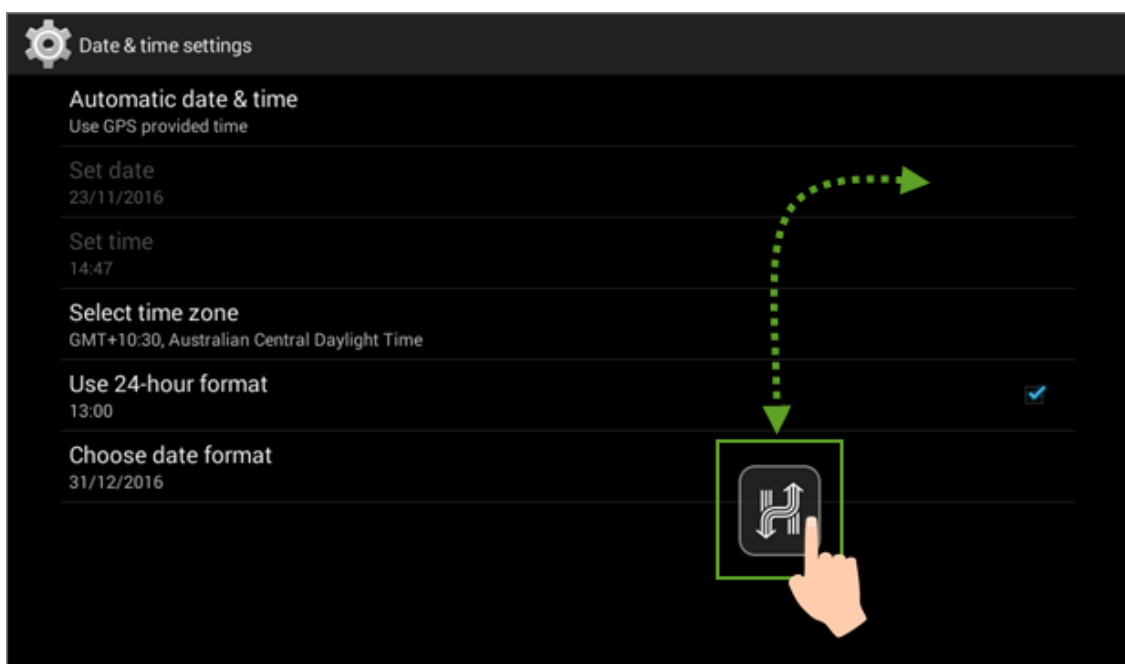 Date & time settings
Automatic date & time
Use GPS provided time
Set date
23/11/2016
Set time
14:47
Select time zone
GMT+10:30, Australian Central Daylight Time
Use 24-hour format
13:00
Choose date format
31/12/2016